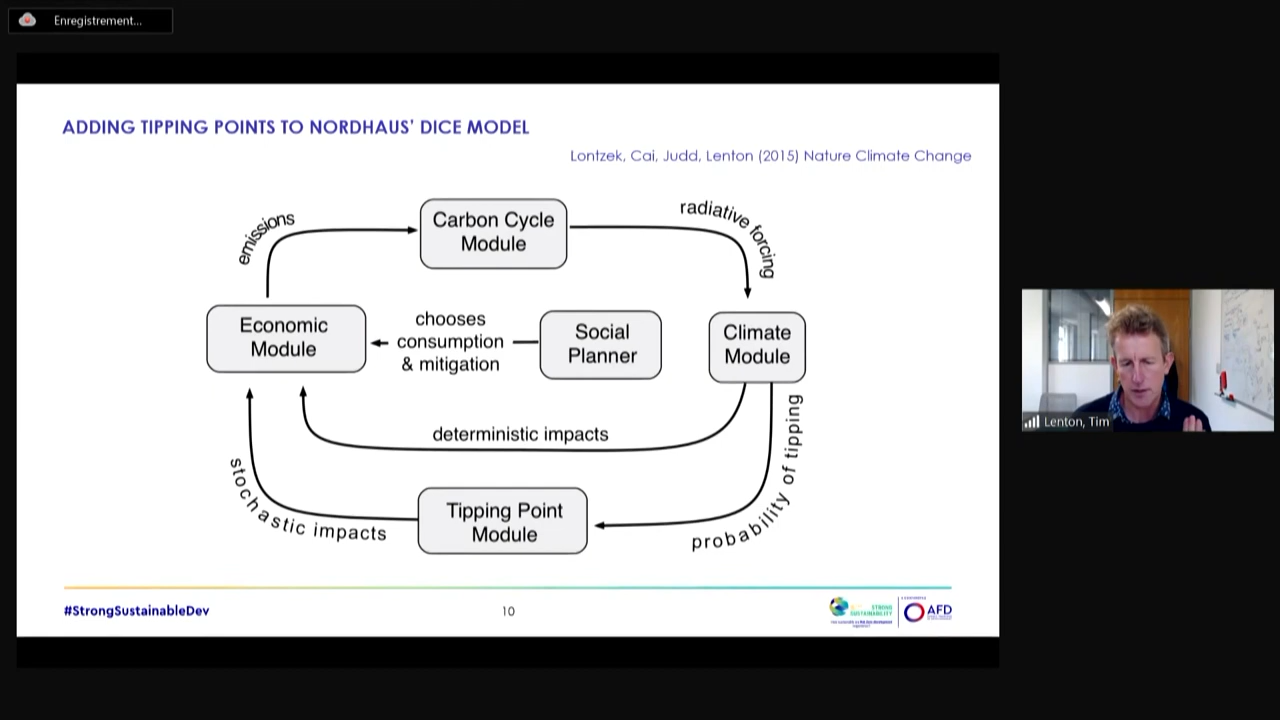 Enregistrement...
ADDING TIPPING POINTS TO NORDHAUS' DICE MODEL
Lontzek, Cai, Judd, Lenton (2015) Nature Climate Change
emissions
Carbon Cycle
Module
radiative forcing
Economic
Module
chooses
consumption
& mitigation
Social
Planner
Climate
Module
deterministic impacts
probability of tipping
stochastic impacts
Tipping Point
Module
#StrongSustainableDev
10
STRONG
SUSTAINABILITY
AFD
Lenton, Tim